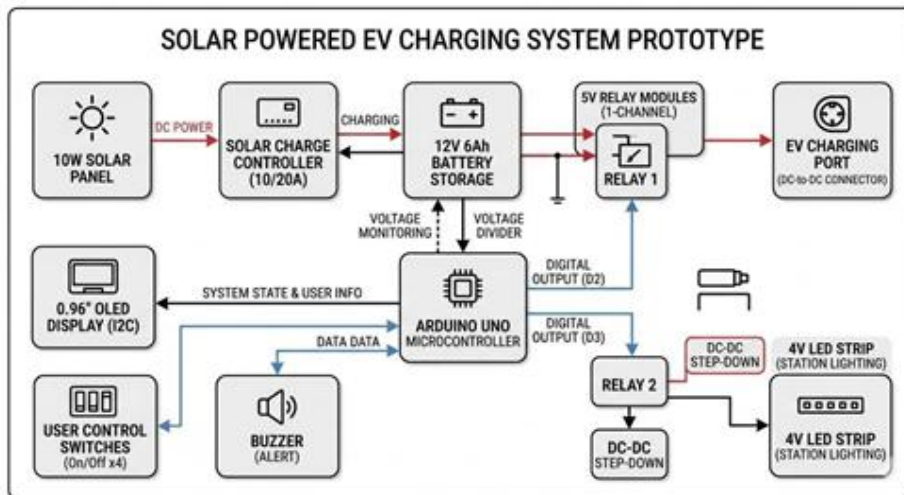 SOLAR POWERED EV CHARGING SYSTEM PROTOTYPE
10W SOLAR
PANEL
DC POWER
SOLAR CHARGE
CONTROLLER
(10/20A)
CHARGING
12V 6Ah
BATTERY
STORAGE
5V RELAY MODULES
(1-CHANNEL)
RELAY 1
EV CHARGING
PORT
(DC-to-DC CONNECTOR)
VOLTAGE
MONITORING
VOLTAGE
DIVIDER
0.96" OLED
DISPLAY (I2C)
SYSTEM STATE & USER INFO
ARDUINO UNO
MICROCONTROLLER
DIGITAL
OUTPUT (D2)
DIGITAL
OUTPUT (D3)
DATA DATA
USER CONTROL
SWITCHES
(On/Off x4)
BUZZER
(ALERT)
RELAY 2
DC-DC
STEP-DOWN
4V LED STRIP
(STATION LIGHTING)
DC-DC
STEP-DOWN
4V LED STRIP
(STATION LIGHTING)